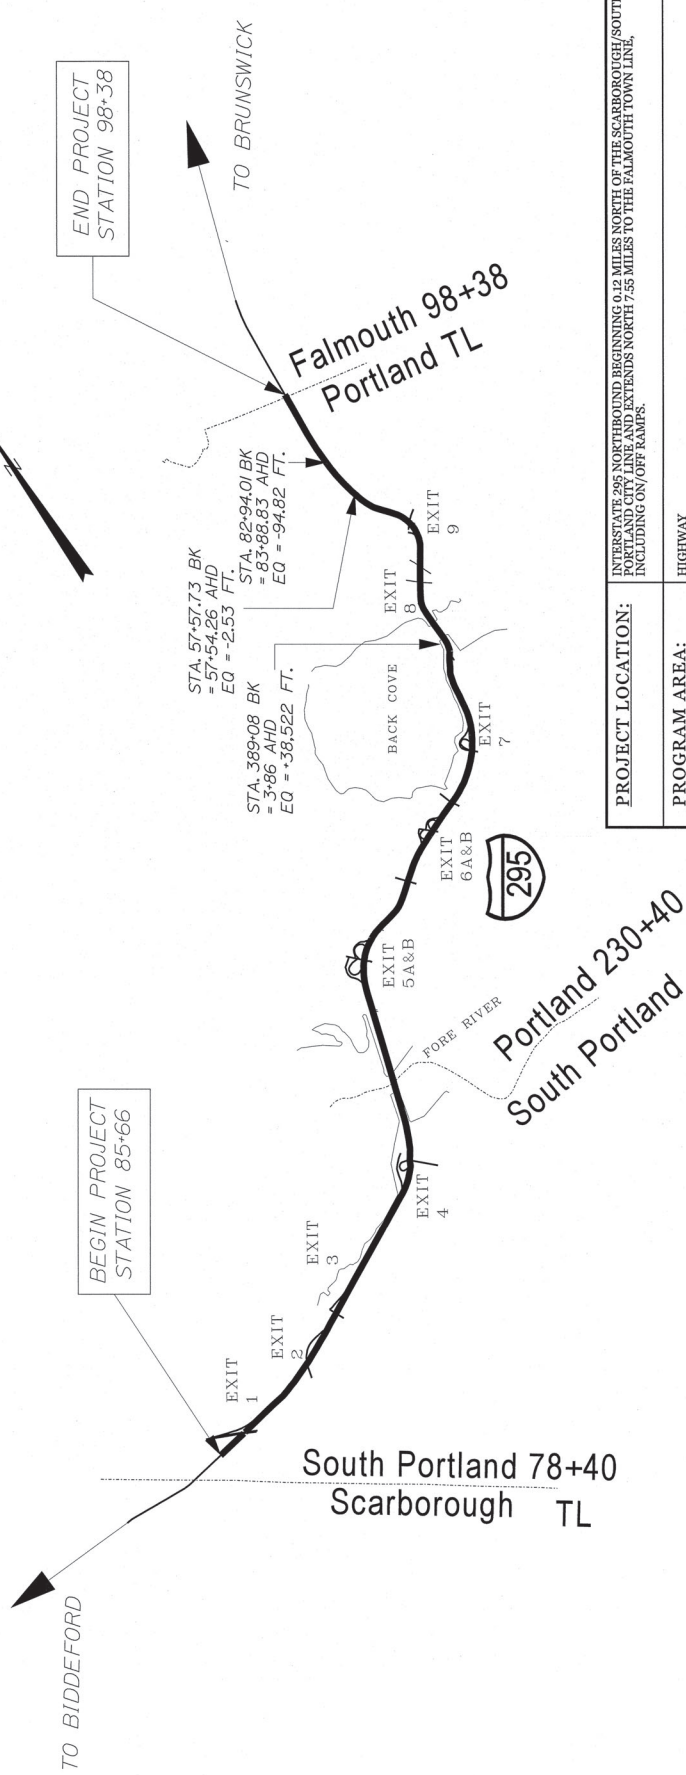 TO BIDDEFORD
South Portland 78+40
Scarborough TL
BEGIN PROJECT
STATION 85+66
EXIT
1
EXIT
2
EXIT
3
EXIT
4
South Portland
Portland 230+40
FORE RIVER
EXIT
5A&B
EXIT
6A&B
295
EXIT
7
BACK COVE
STA. 389+08 BK
= 3+86 AHD
EQ = +38,522 FT.
EXIT
8
EXIT
9
STA. 57+57.73 BK
= 57+54.26 AHD
EQ = -2.53 FT.
STA. 82+94.01 BK
= 83+88.83 AHD
EQ = -94.82 FT.
Falmouth 98+38
Portland TL
END PROJECT
STATION 98+38
TO BRUNSWICK
N
PROJECT LOCATION:
INTERSTATE 295 NORTHBOUND BEGINNING 0.12 MILES NORTH OF THE SCARBOROUGH/SOUT
PORTLAND CITY LINE AND EXTENDS NORTH 7.55 MILES TO THE FALMOUTH TOWN LINE,
INCLUDING ON/OFF RAMPS.
PROGRAM AREA:
HIGHWAY